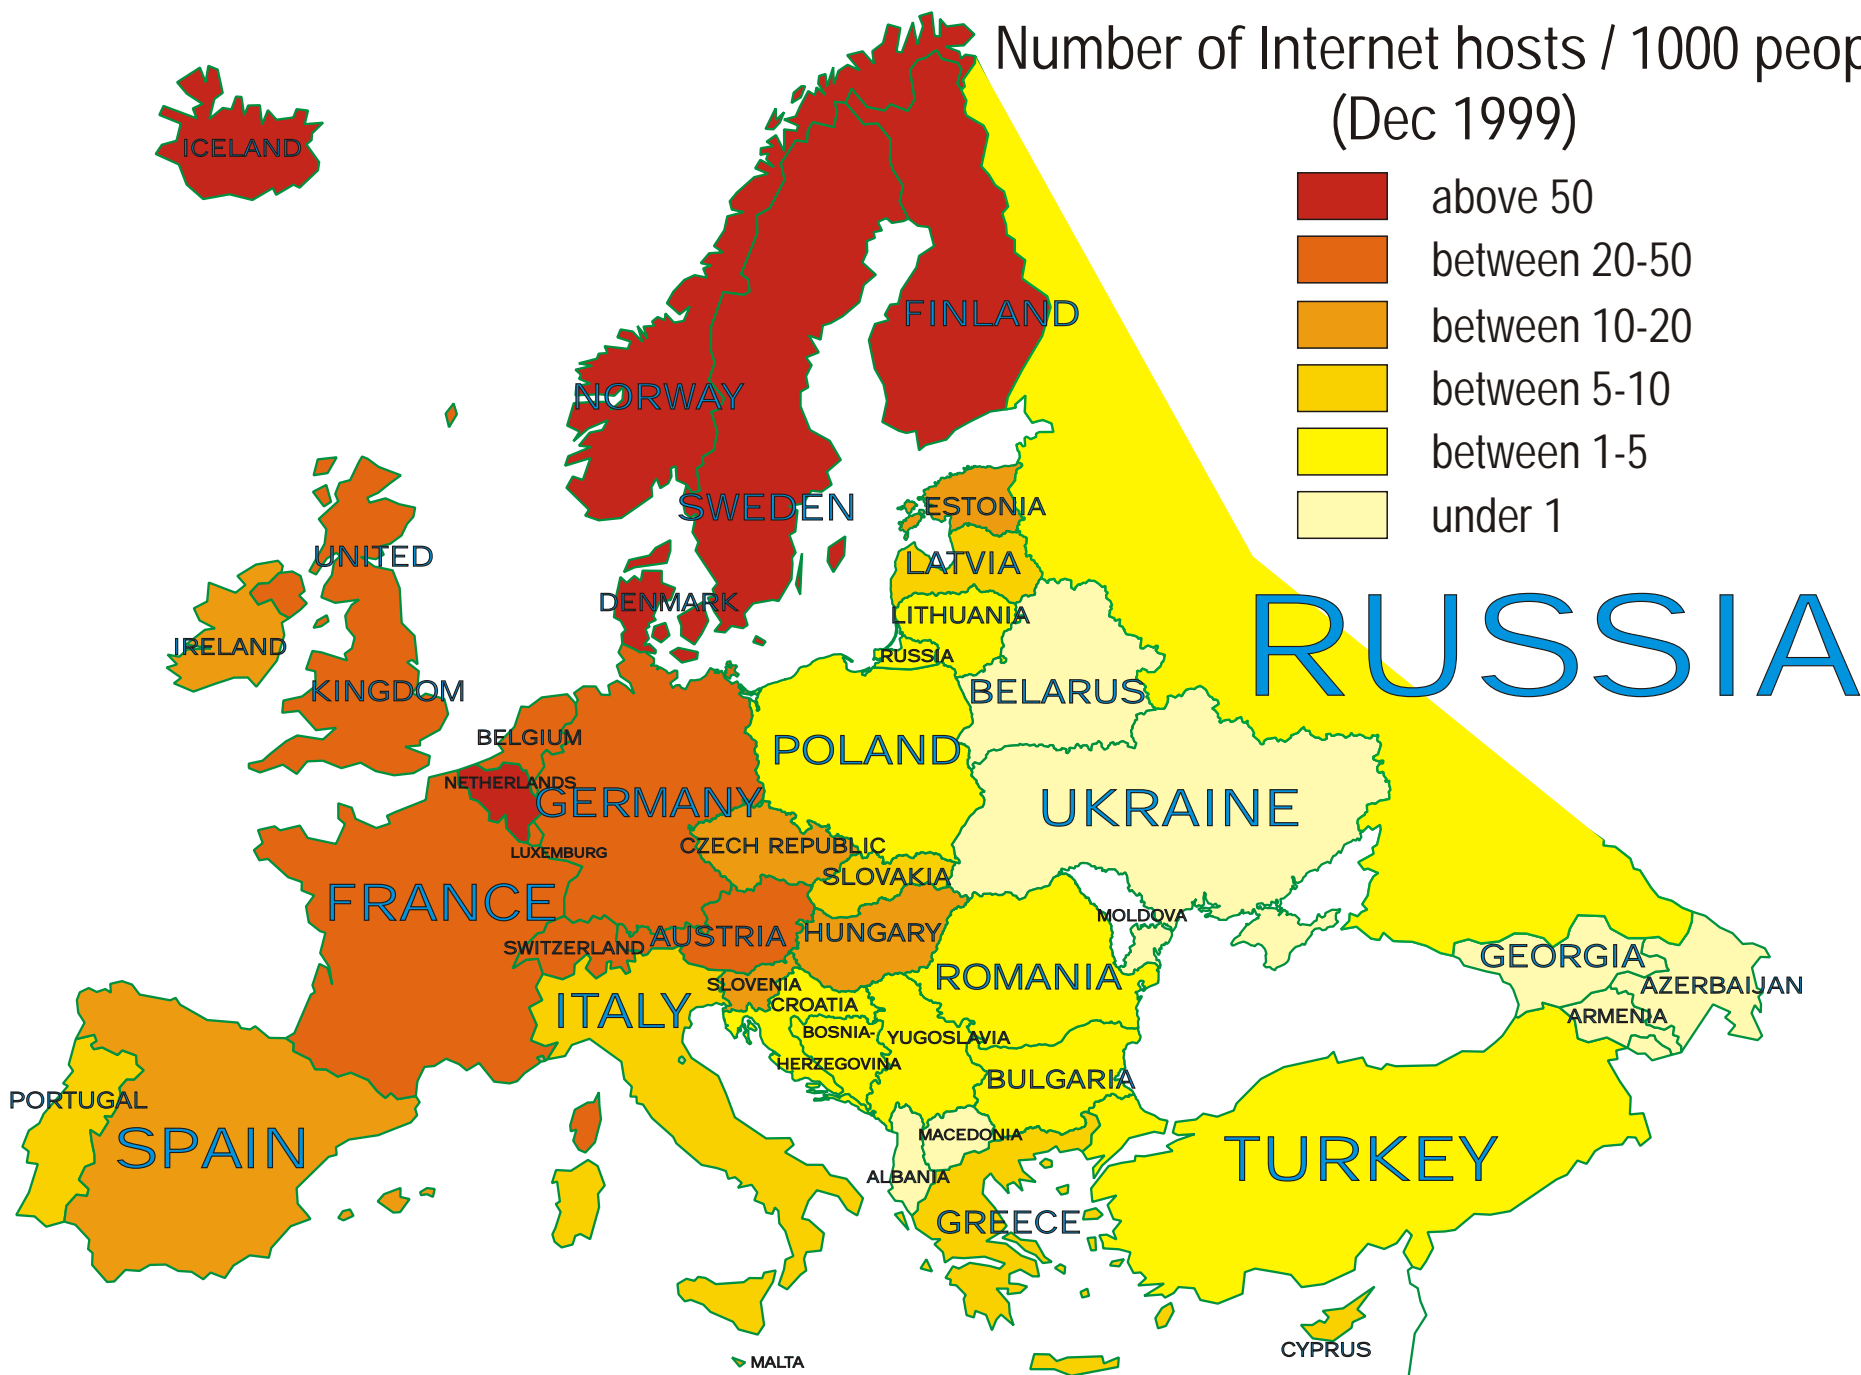 Number of Internet hosts / 1000 peop
(Dec 1999)
above 50
between 20-50
between 10-20
between 5-10
between 1-5
under 1
ICELAND
FINLAND
NORWAY
SWEDEN
ESTONIA
UNITED
LATVIA
DENMARK
LITHUANIA
IRELAND
RUSSIA
RUSSIA
KINGDOM
BELARUS
BELGIUM
POLAND
NETHERLANDS
GERMANY
UKRAINE
CZECH REPUBLIC
LUXEMBURG
SLOVAKIA
FRANCE
MOLDOVA
SWITZERLAND
AUSTRIA
HUNGARY
GEORGIA
ROMANIA
SLOVENIA
AZERBAIJAN
CROATIA
ITALY
ARMENIA
BOSNIA-
HERZEGOVINA
YUGOSLAVIA
BULGARIA
PORTUGAL
SPAIN
MACEDONIA
TURKEY
ALBANIA
GREECE
CYPRUS
MALTA